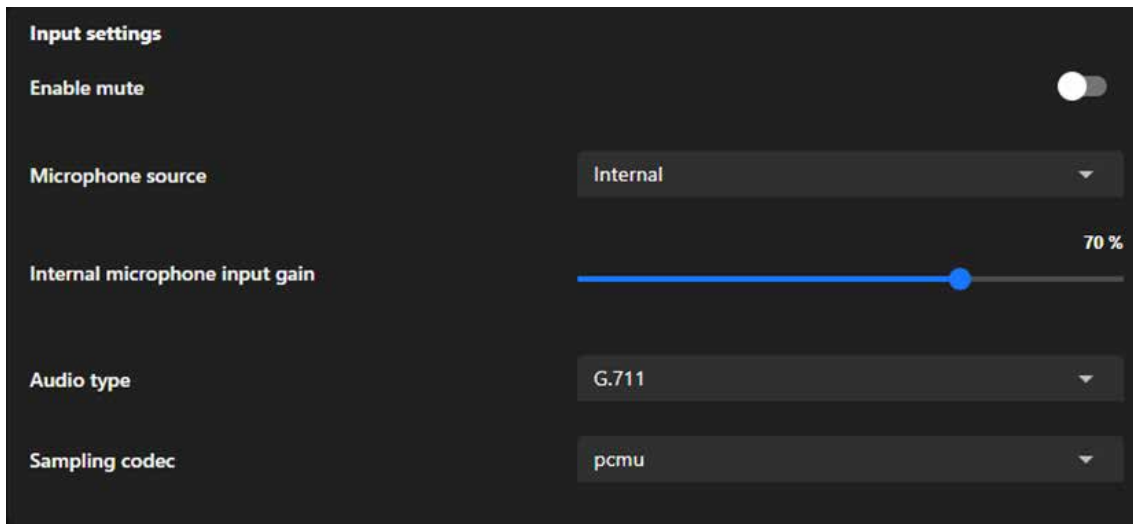 Input settings
Enable mute
Microphone source
Internal
70 %
Internal microphone input gain
Audio type
G.711
Sampling codec
pcmu